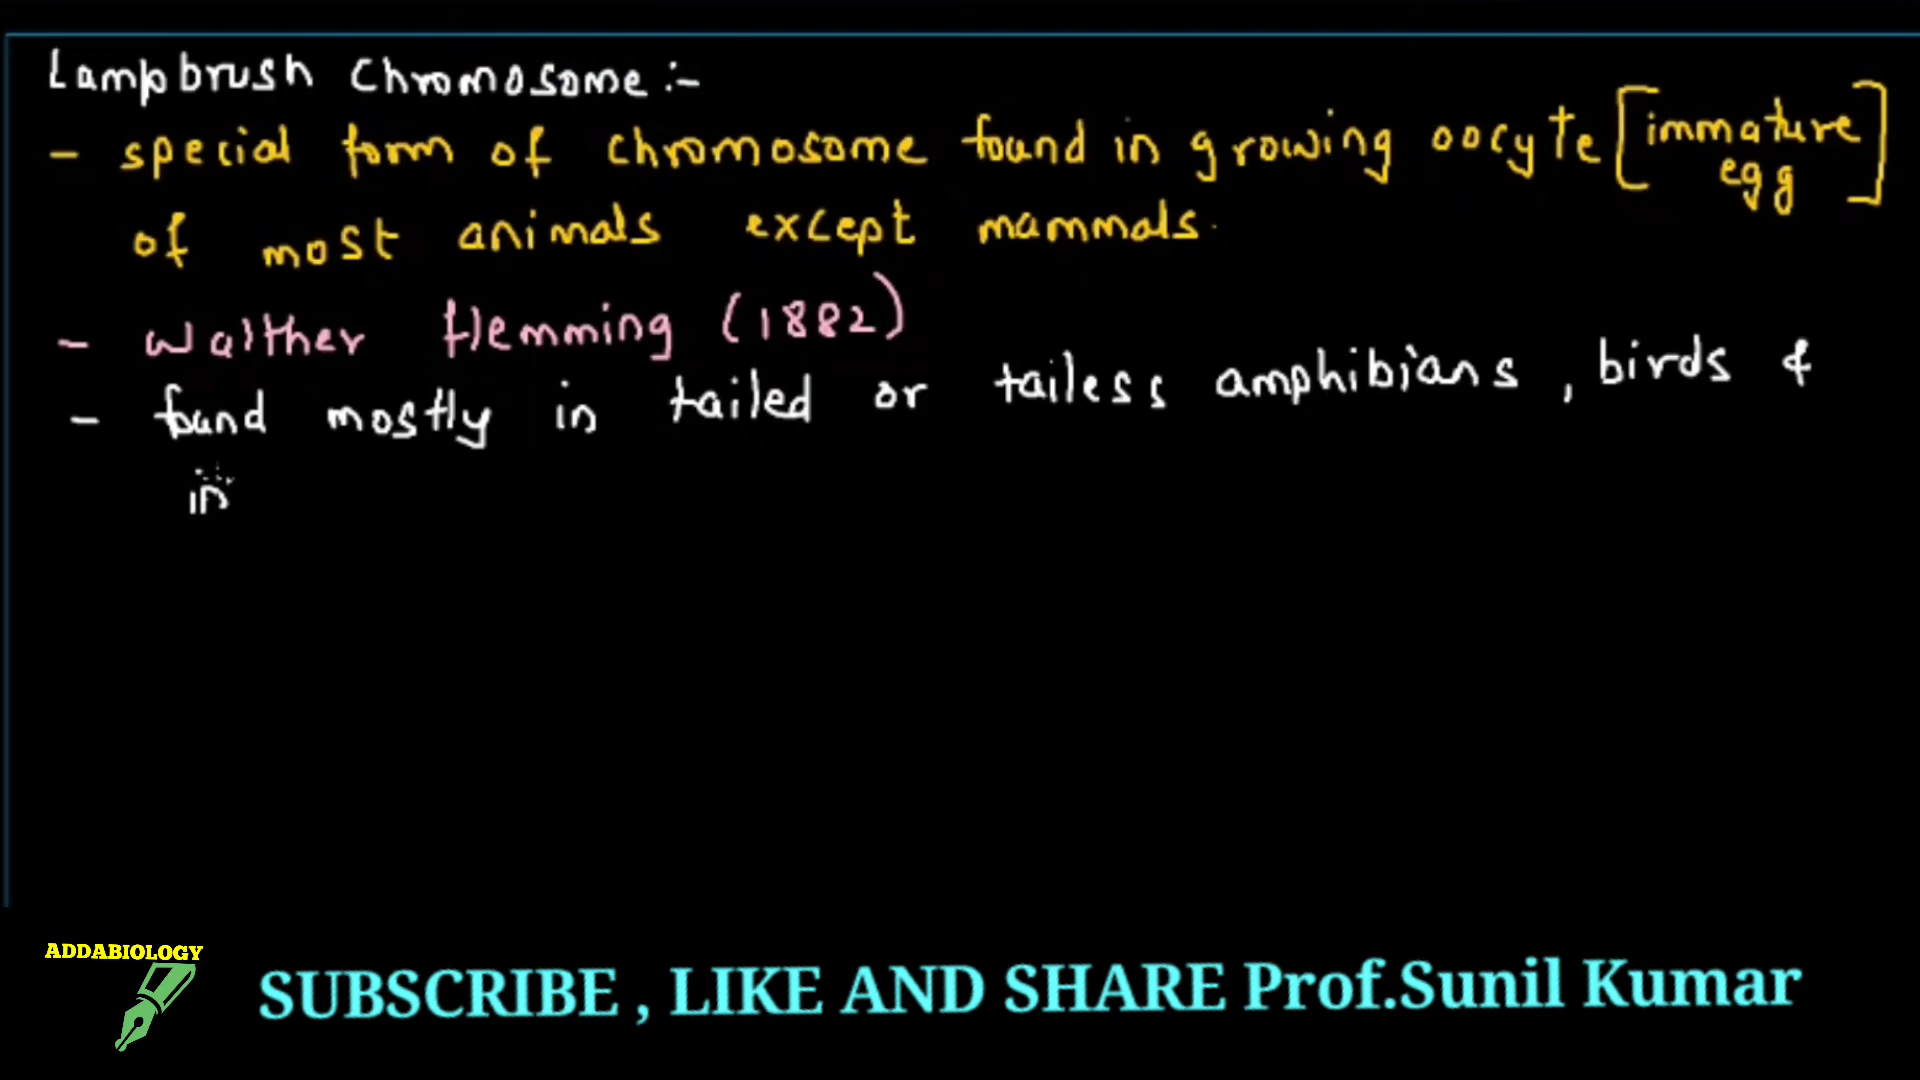 Lampbrush Chromosome :-
- special form of chromosome found in growing oocyte [immature egg]
of most animals except mammals.
- Walther flemming (1882)
- found mostly in tailed or tailess amphibians, birds &
in
ADDABIOLOGY
SUBSCRIBE , LIKE AND SHARE Prof.Sunil Kumar